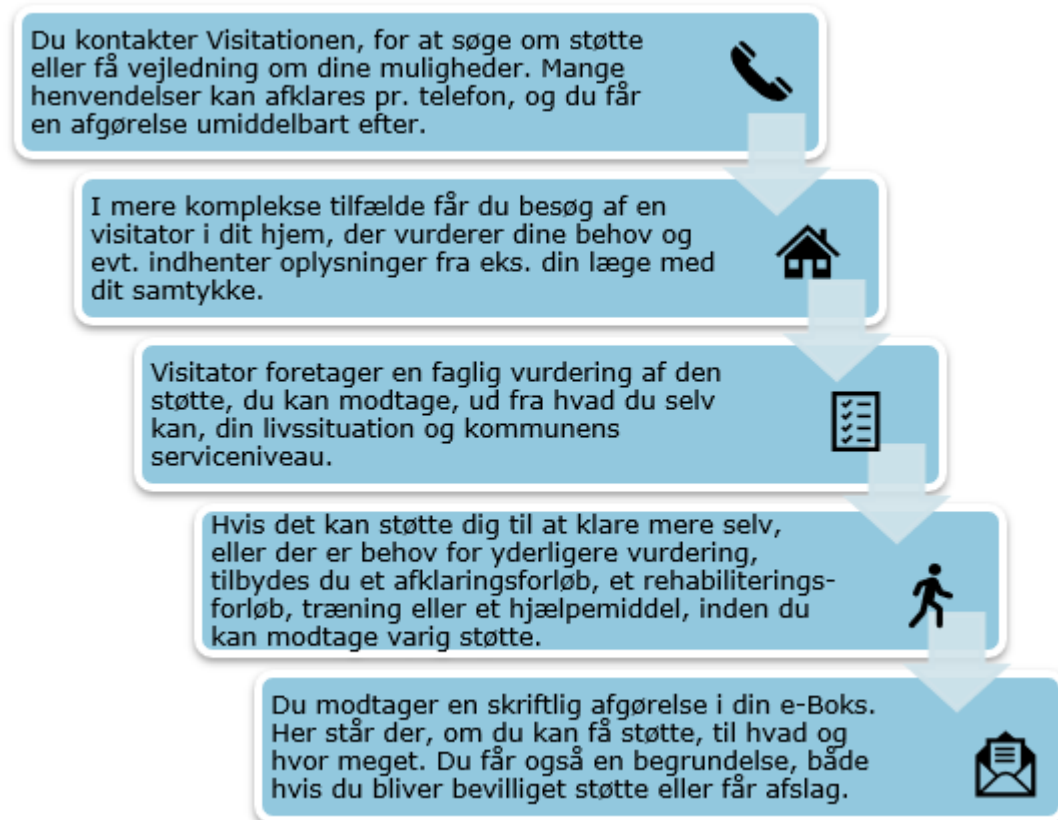 Du kontakter Visitationen, for at søge om støtte
eller få vejledning om dine muligheder. Mange
henvendelser kan afklares pr. telefon, og du får
en afgørelse umiddelbart efter.
I mere komplekse tilfælde får du besøg af en
visitator i dit hjem, der vurderer dine behov og
evt. indhenter oplysninger fra eks. din læge med
dit samtykke.
Visitator foretager en faglig vurdering af den
støtte, du kan modtage, ud fra hvad du selv
kan, din livssituation og kommunens
serviceniveau.
Hvis det kan støtte dig til at klare mere selv,
eller der er behov for yderligere vurdering,
tilbydes du et afklaringsforløb, et rehabiliterings-
forløb, træning eller et hjælpemiddel, inden du
kan modtage varig støtte.
Du modtager en skriftlig afgørelse i din e-Boks.
Her står der, om du kan få støtte, til hvad og
hvor meget. Du får også en begrundelse, både
hvis du bliver bevilliget støtte eller får afslag.